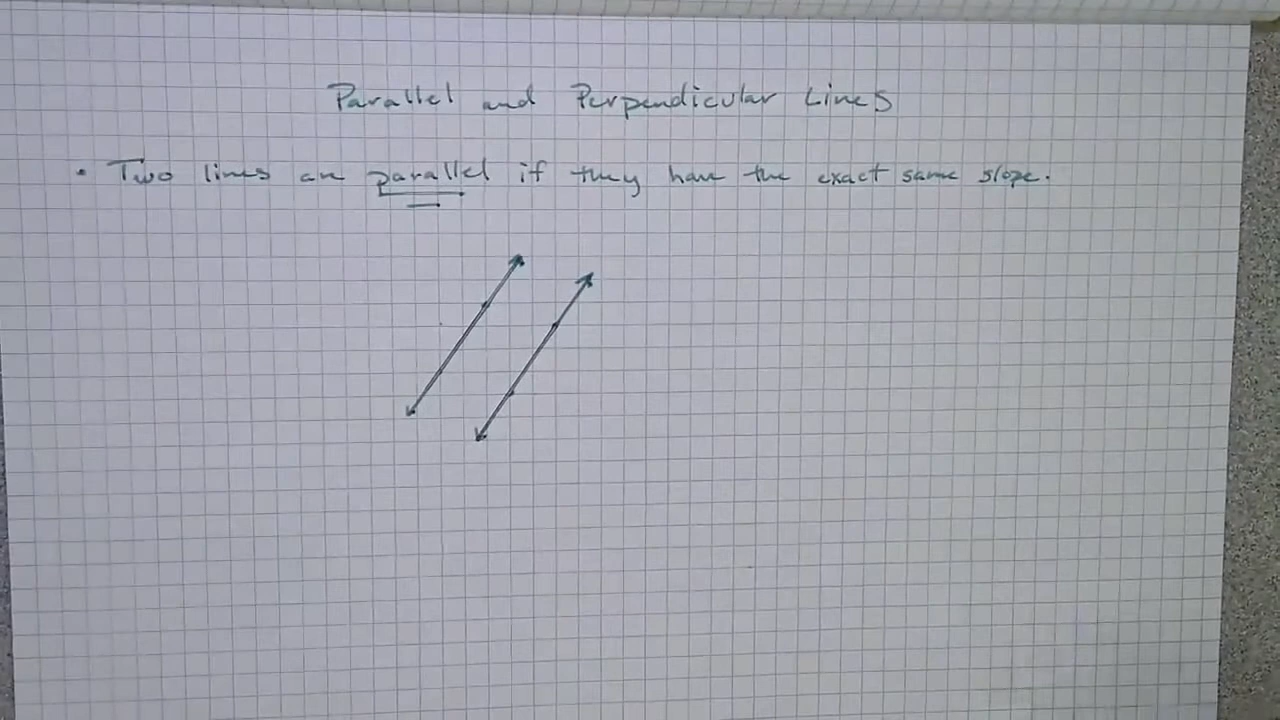 Parallel and Perpendicular Lines
• Two lines are parallel if they have the exact same slope.